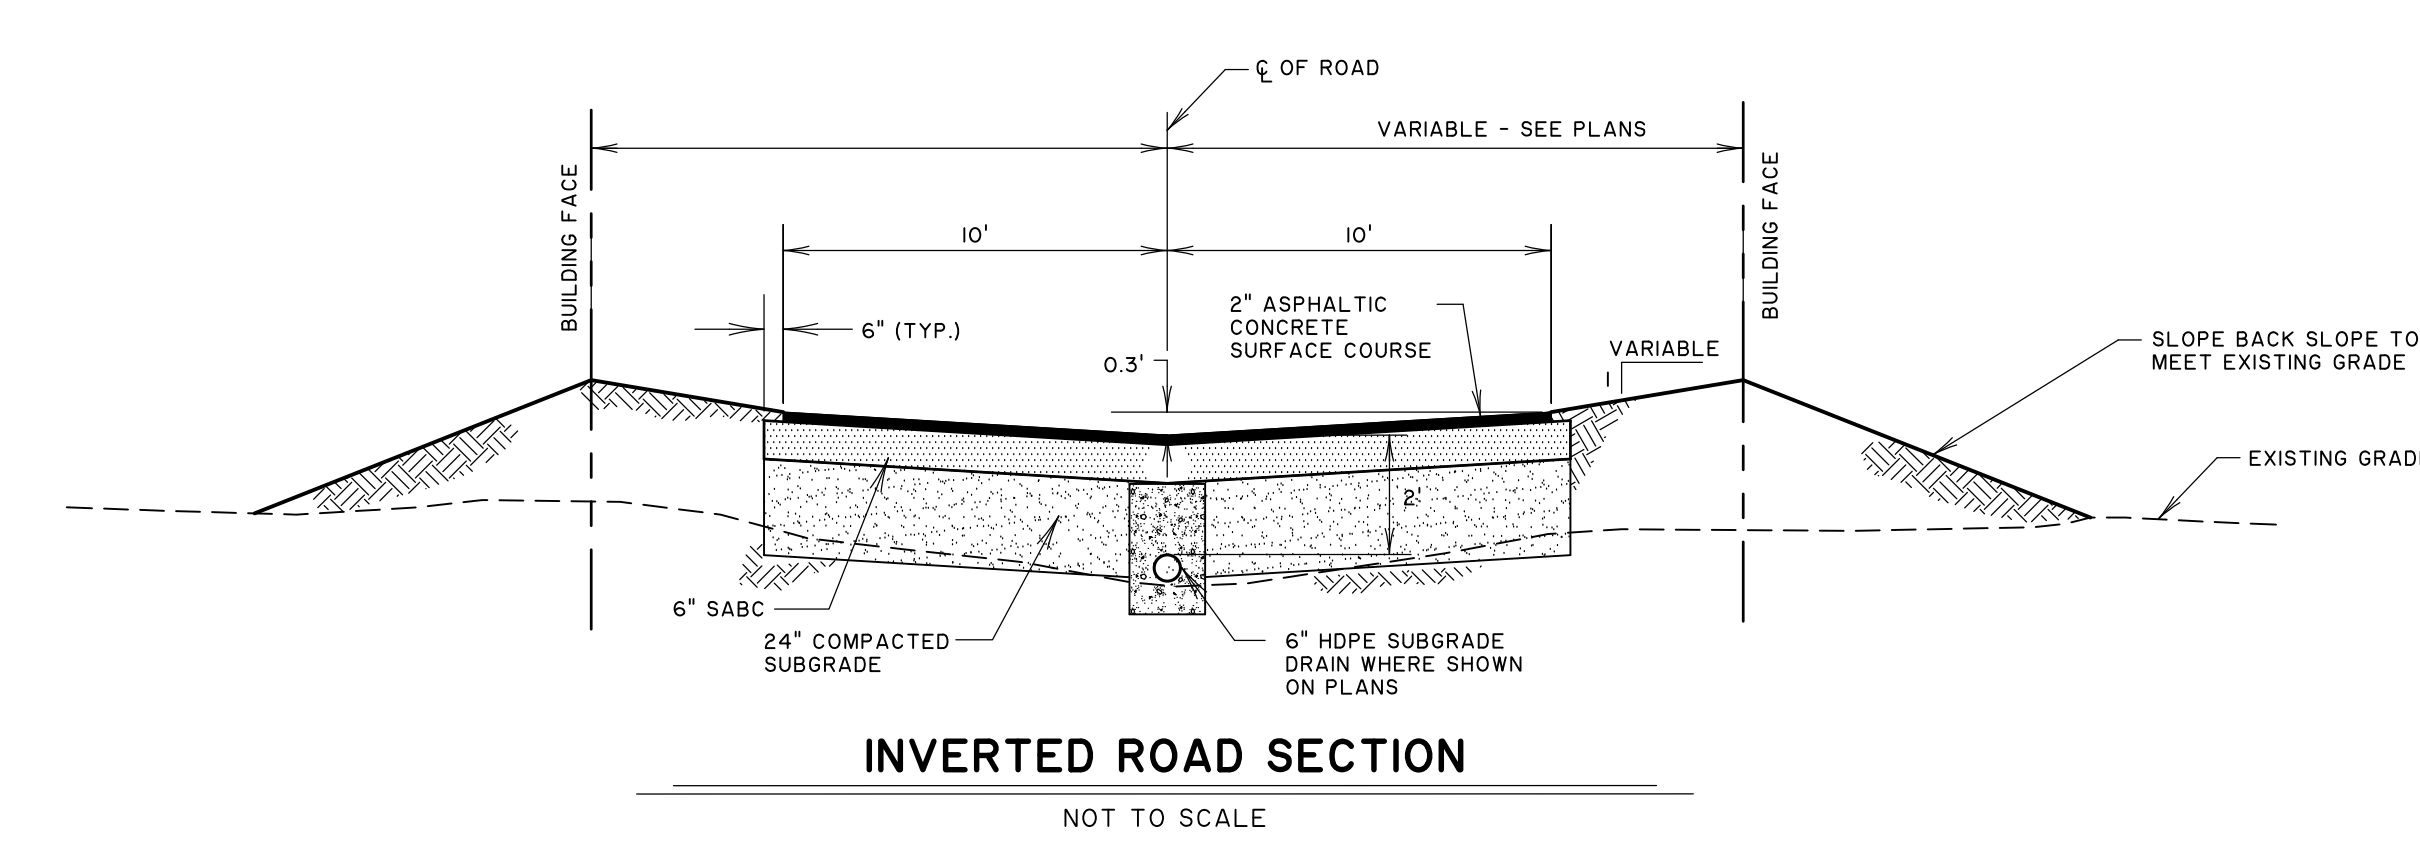 ℄ OF ROAD
VARIABLE - SEE PLANS
BUILDING FACE
BUILDING FACE
10'
10'
6" (TYP.)
2" ASPHALTIC
CONCRETE
SURFACE COURSE
0.3'
VARIABLE
1
SLOPE BACK SLOPE TO
MEET EXISTING GRADE
EXISTING GRAD
2'
6" SABC
24" COMPACTED
SUBGRADE
6" HDPE SUBGRADE
DRAIN WHERE SHOWN
ON PLANS
INVERTED ROAD SECTION
NOT TO SCALE